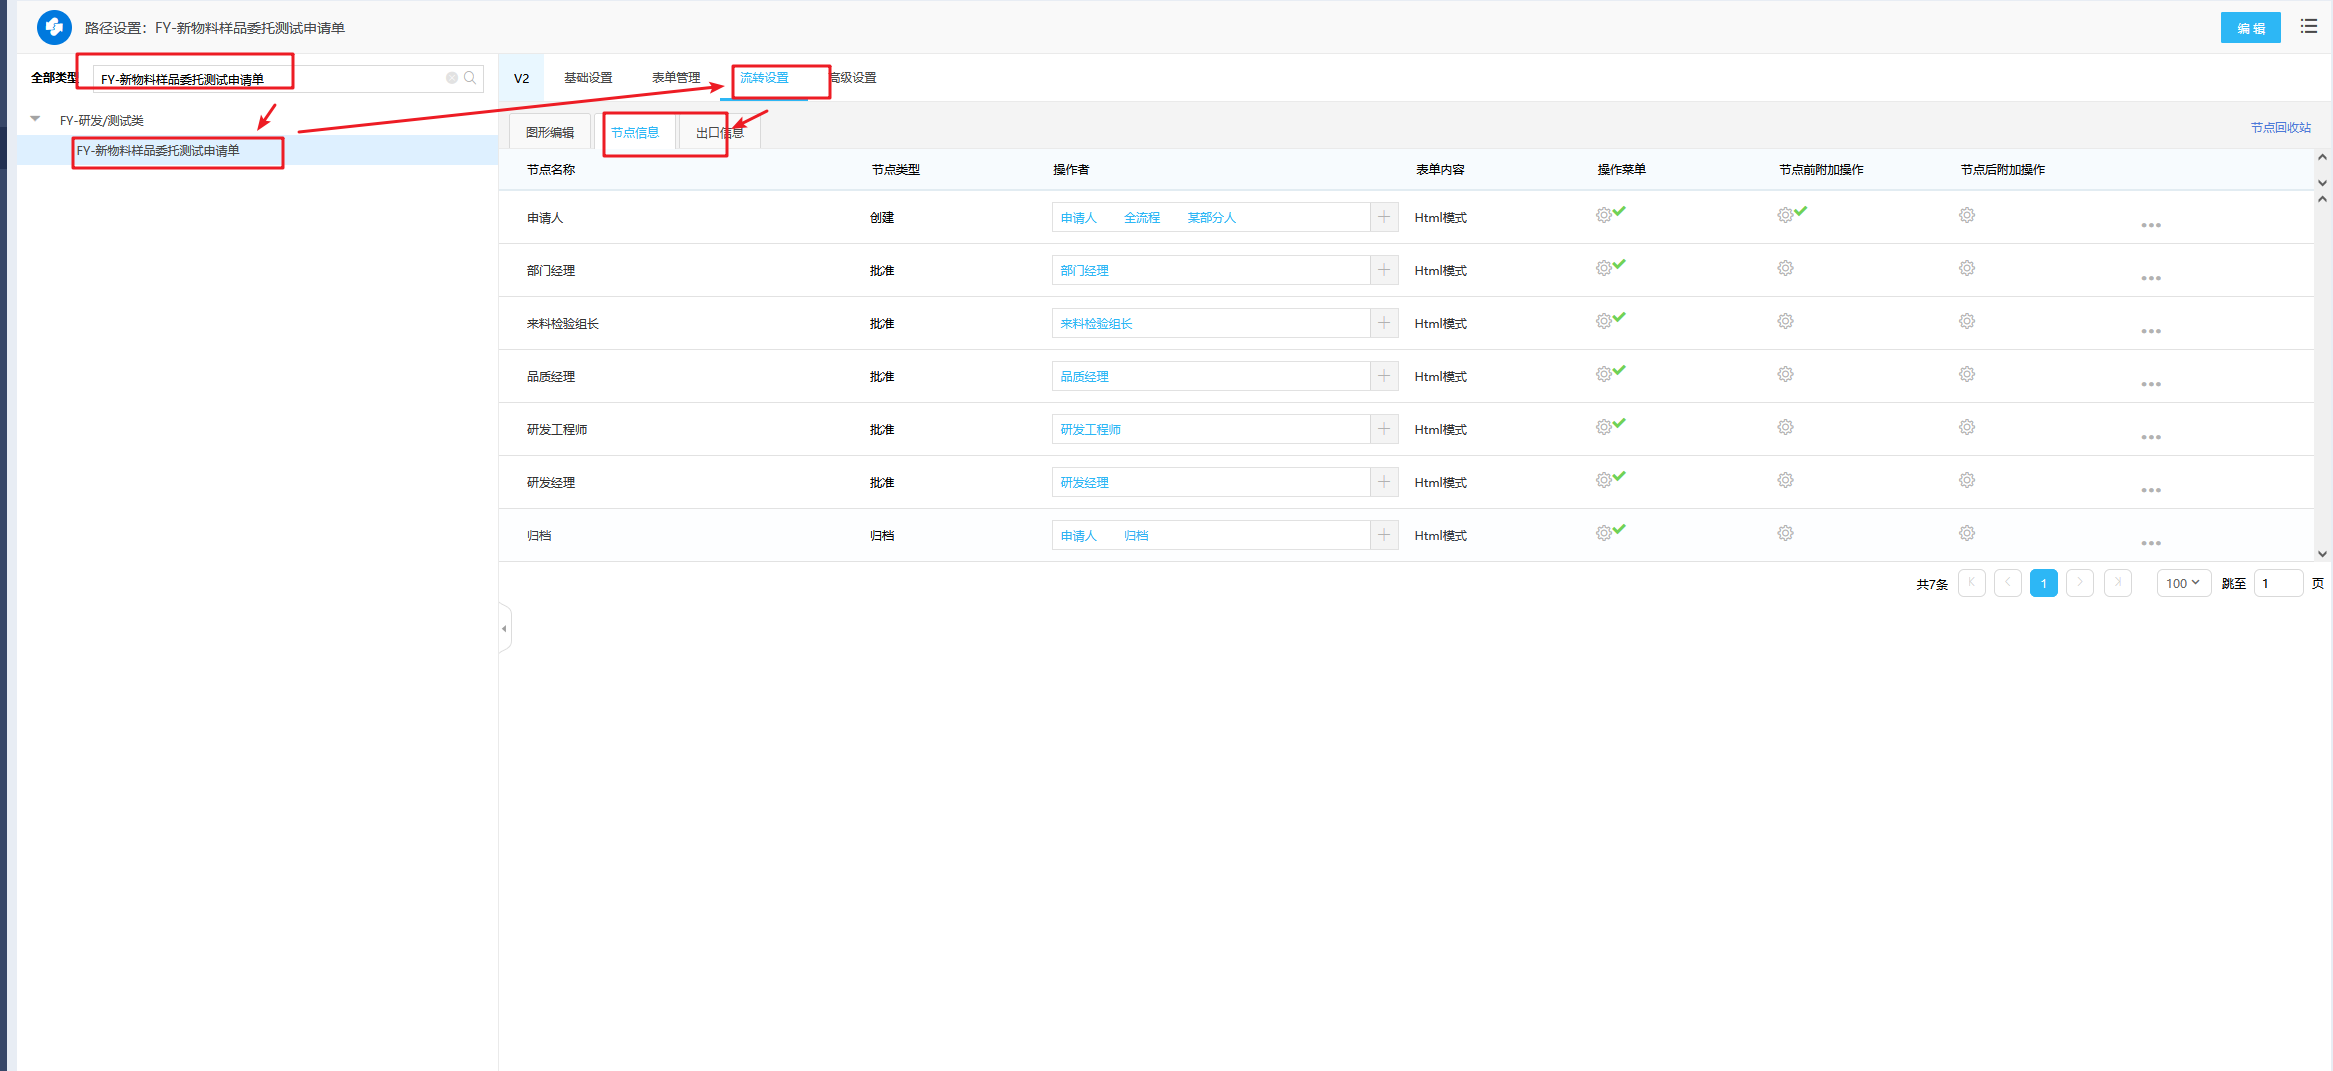 路径设置：FY-新物料样品委托测试申请单
编 辑
全部类型
FY-新物料样品委托测试申请单
V2 基础设置 表单管理 流转设置 高级设置
FY-研发/测试类
FY-新物料样品委托测试申请单
图形编辑 节点信息 出口信息 节点回收站
节点名称 节点类型 操作者 表单内容 操作菜单 节点前附加操作 节点后附加操作
申请人 创建 申请人 全流程 某部分人 Html模式
部门经理 批准 部门经理 Html模式
来料检验组长 批准 来料检验组长 Html模式
品质经理 批准 品质经理 Html模式
研发工程师 批准 研发工程师 Html模式
研发经理 批准 研发经理 Html模式
归档 归档 申请人 归档 Html模式
共7条 1 100 跳至 1 页